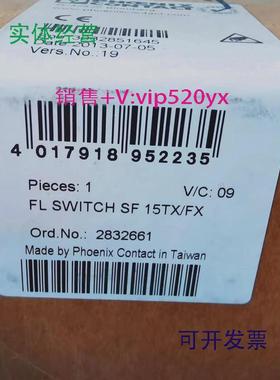 实体经营
Date 2013-07-05
Vers.No.: 19
销售+V:vip520yx
4 017918 952235
Pieces: 1
V/C: 09
FL SWITCH SF 15TX/FX
Ord.No.: 2832661
Made by Phoenix Contact in Taiwan
可开发票